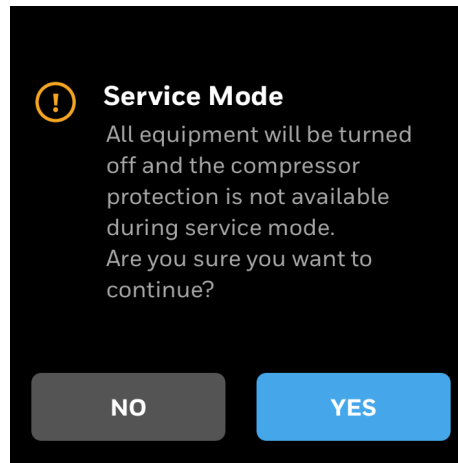 !
Service Mode
All equipment will be turned
off and the compressor
protection is not available
during service mode.
Are you sure you want to
continue?
NO
YES